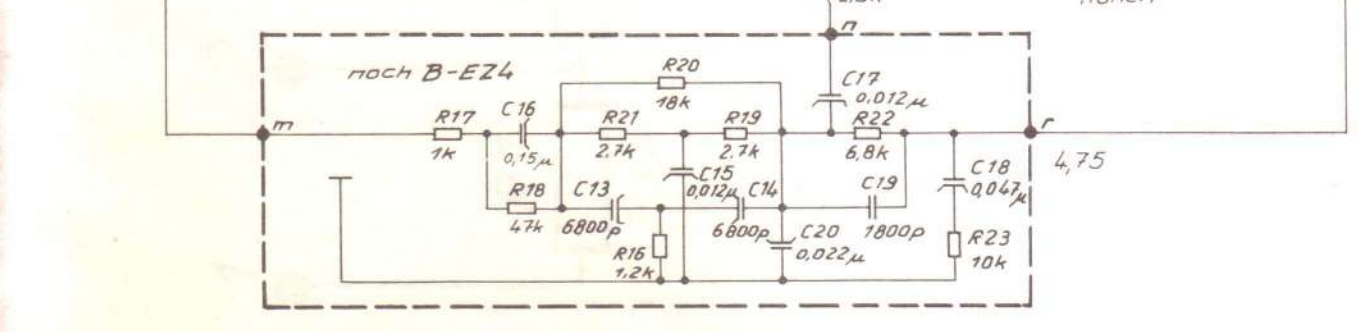 n
noch B-EZ4
R20
18k
C17
0,012µ
m
R17
1k
C16
0,15µ
R21
2,7k
R19
2,7k
R22
6,8k
r
4,75
C15
0,012µ
C18
0,047µ
R18
47k
C13
6800p
C14
6800p
C19
1800p
R16
1,2k
C20
0,022µ
R23
10k